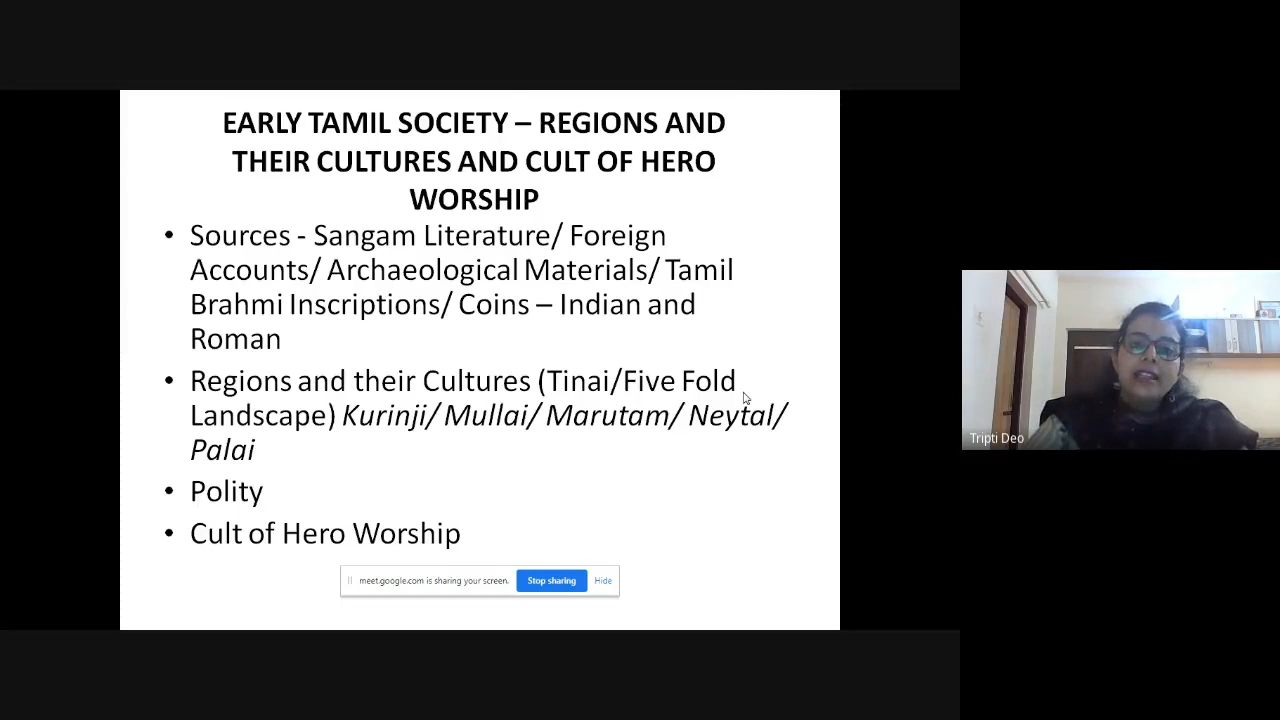 EARLY TAMIL SOCIETY – REGIONS AND
THEIR CULTURES AND CULT OF HERO
WORSHIP
• Sources - Sangam Literature/ Foreign
Accounts/ Archaeological Materials/ Tamil
Brahmi Inscriptions/ Coins – Indian and
Roman
• Regions and their Cultures (Tinai/Five Fold
Landscape) Kurinji/ Mullai/ Marutam/ Neytal/
Palai
• Polity
• Cult of Hero Worship
meet.google.com is sharing your screen. Stop sharing Hide
Tripti Deo